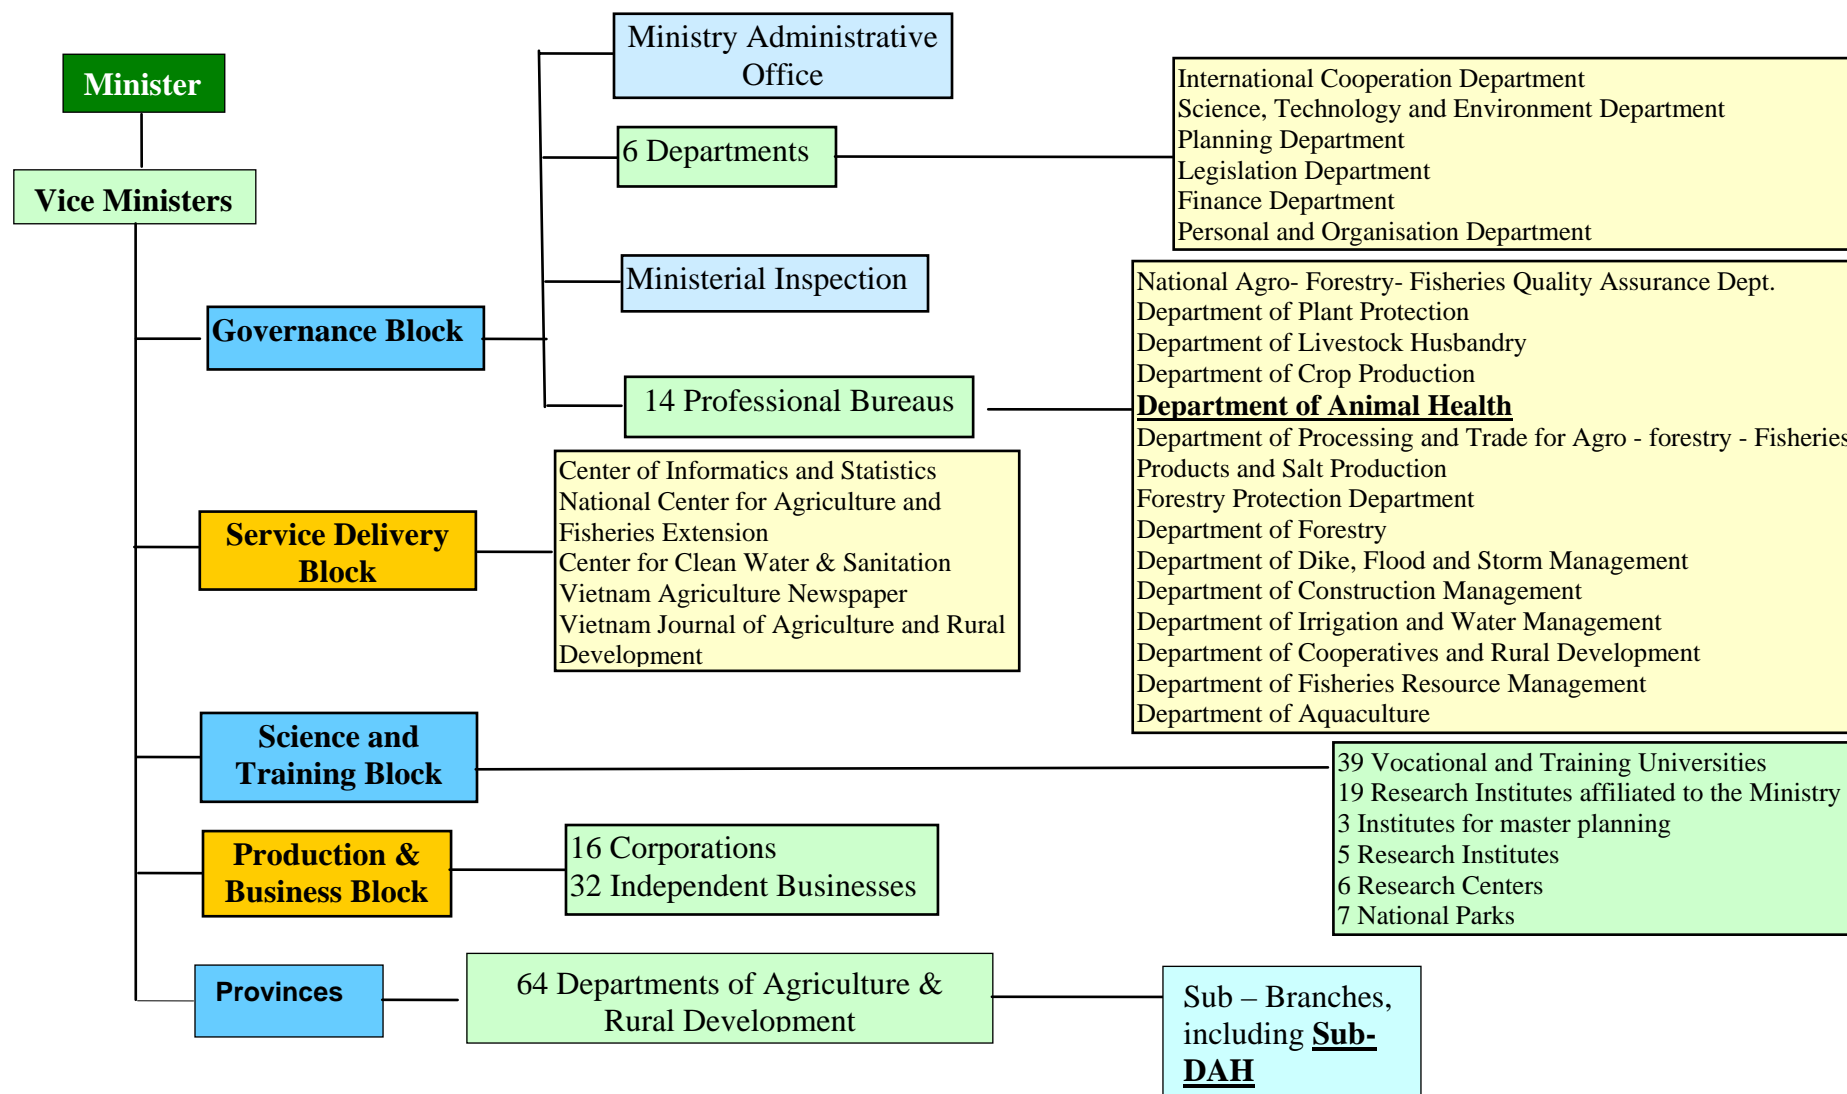 Minister
Vice Ministers
Governance Block
Ministry Administrative
Office
6 Departments
International Cooperation Department
Science, Technology and Environment Department
Planning Department
Legislation Department
Finance Department
Personal and Organisation Department
Ministerial Inspection
14 Professional Bureaus
National Agro- Forestry- Fisheries Quality Assurance Dept.
Department of Plant Protection
Department of Livestock Husbandry
Department of Crop Production
Department of Animal Health
Department of Processing and Trade for Agro - forestry - Fisheries
Products and Salt Production
Forestry Protection Department
Department of Forestry
Department of Dike, Flood and Storm Management
Department of Construction Management
Department of Irrigation and Water Management
Department of Cooperatives and Rural Development
Department of Fisheries Resource Management
Department of Aquaculture
Service Delivery
Block
Center of Informatics and Statistics
National Center for Agriculture and
Fisheries Extension
Center for Clean Water & Sanitation
Vietnam Agriculture Newspaper
Vietnam Journal of Agriculture and Rural
Development
Science and
Training Block
39 Vocational and Training Universities
19 Research Institutes affiliated to the Ministry
3 Institutes for master planning
5 Research Institutes
6 Research Centers
7 National Parks
Production &
Business Block
16 Corporations
32 Independent Businesses
Provinces
64 Departments of Agriculture &
Rural Development
Sub – Branches,
including Sub-
DAH